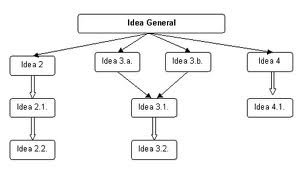 Idea General
Idea 2
Idea 3.a.
Idea 3.b.
Idea 4
Idea 2.1.
Idea 3.1.
Idea 4.1.
Idea 2.2.
Idea 3.2.